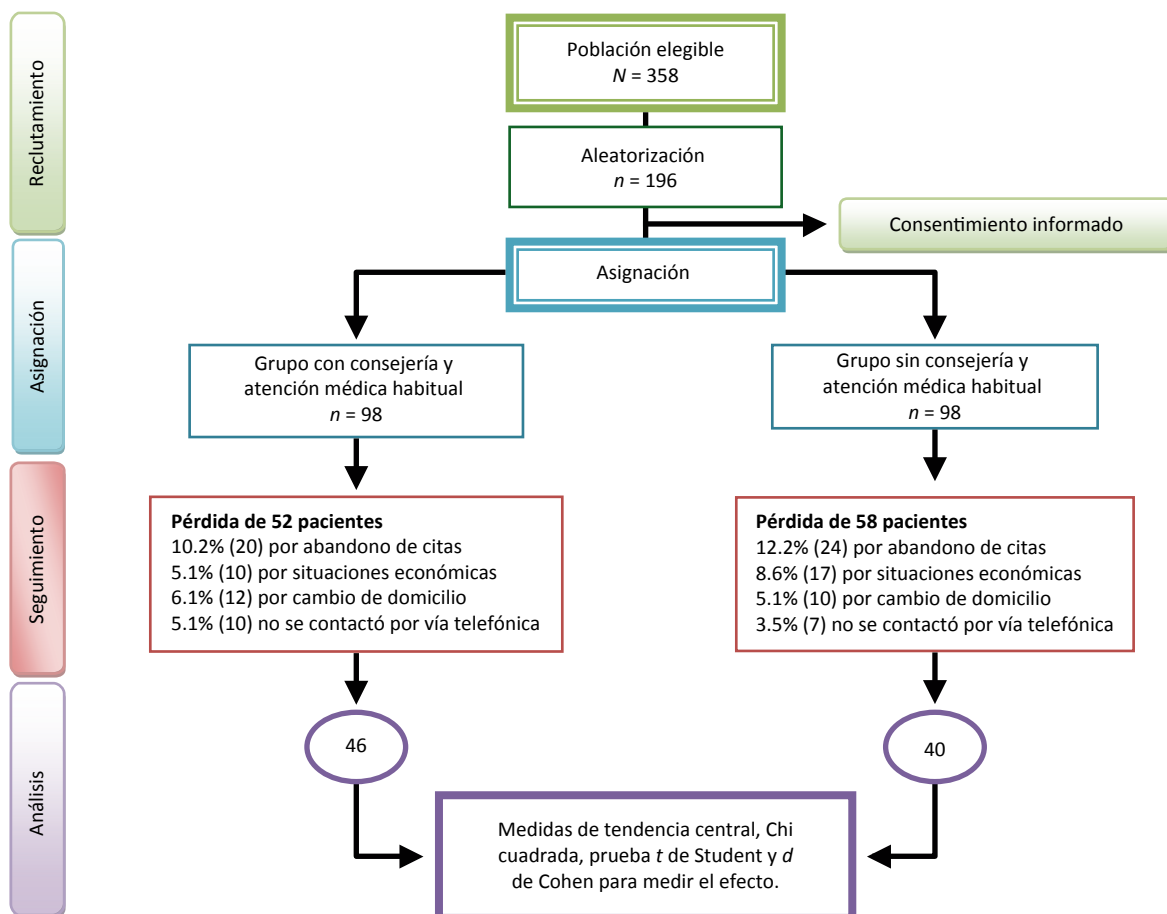 Reclutamiento
Población elegible
N = 358
Aleatorización
n = 196
Consentimiento informado
Asignación
Asignación
Grupo con consejería y
atención médica habitual
n = 98
Grupo sin consejería y
atención médica habitual
n = 98
Seguimiento
Pérdida de 52 pacientes
10.2% (20) por abandono de citas
5.1% (10) por situaciones económicas
6.1% (12) por cambio de domicilio
5.1% (10) no se contactó por vía telefónica
Pérdida de 58 pacientes
12.2% (24) por abandono de citas
8.6% (17) por situaciones económicas
5.1% (10) por cambio de domicilio
3.5% (7) no se contactó por vía telefónica
Análisis
46
40
Medidas de tendencia central, Chi
cuadrada, prueba t de Student y d
de Cohen para medir el efecto.